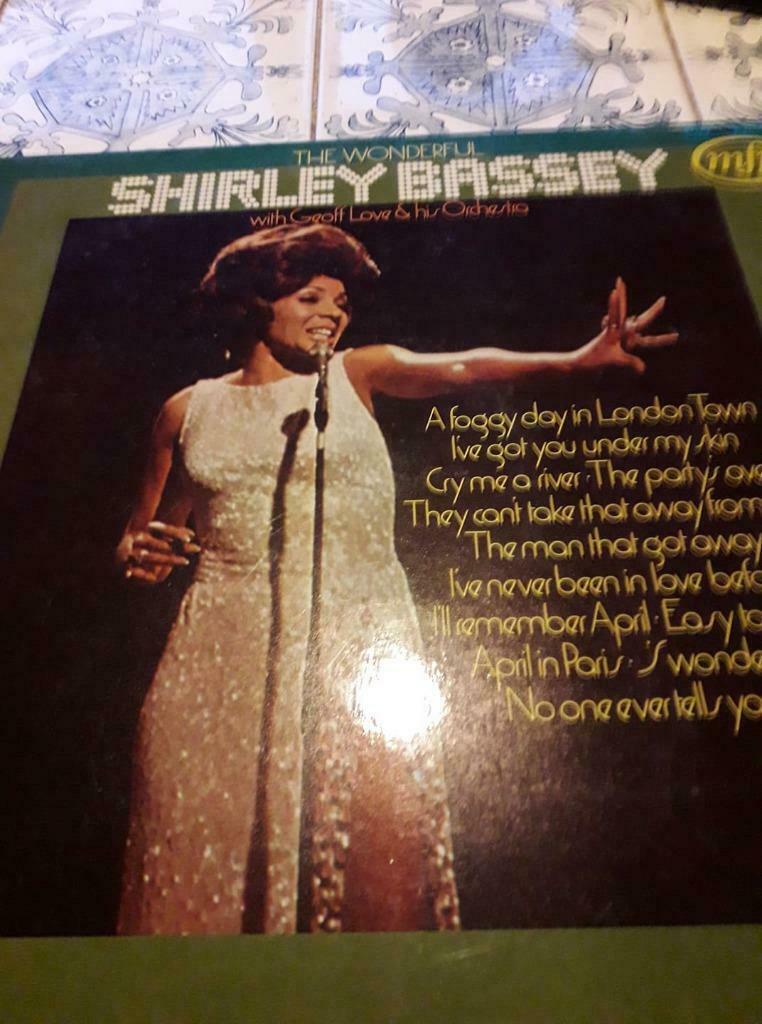 THE WONDERFUL
SHIRLEY BASSEY
mfp
with Geoff Love & his Orchestra
A foggy day in London Town
I've got you under my skin
Cry me a river · The party's ove
They can't take that away from
The man that got away
I've never been in love befo
I'll remember April · Easy to
April in Paris · 'S wonde
No one ever tells yo